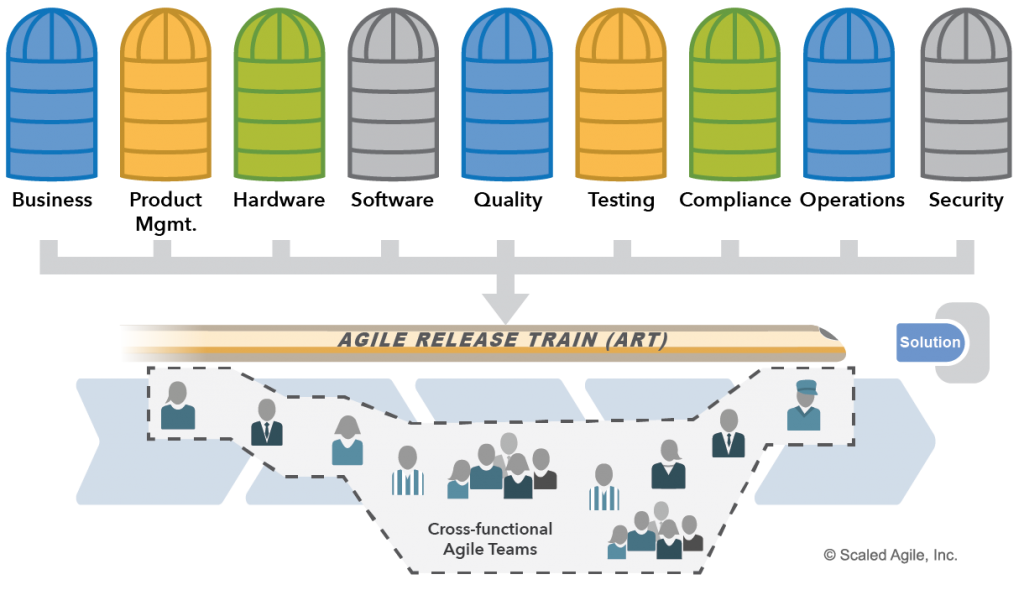 Business
Product
Mgmt.
Hardware
Software
Quality
Testing
Compliance
Operations
Security
AGILE RELEASE TRAIN (ART)
Solution
Cross-functional
Agile Teams
© Scaled Agile, Inc.